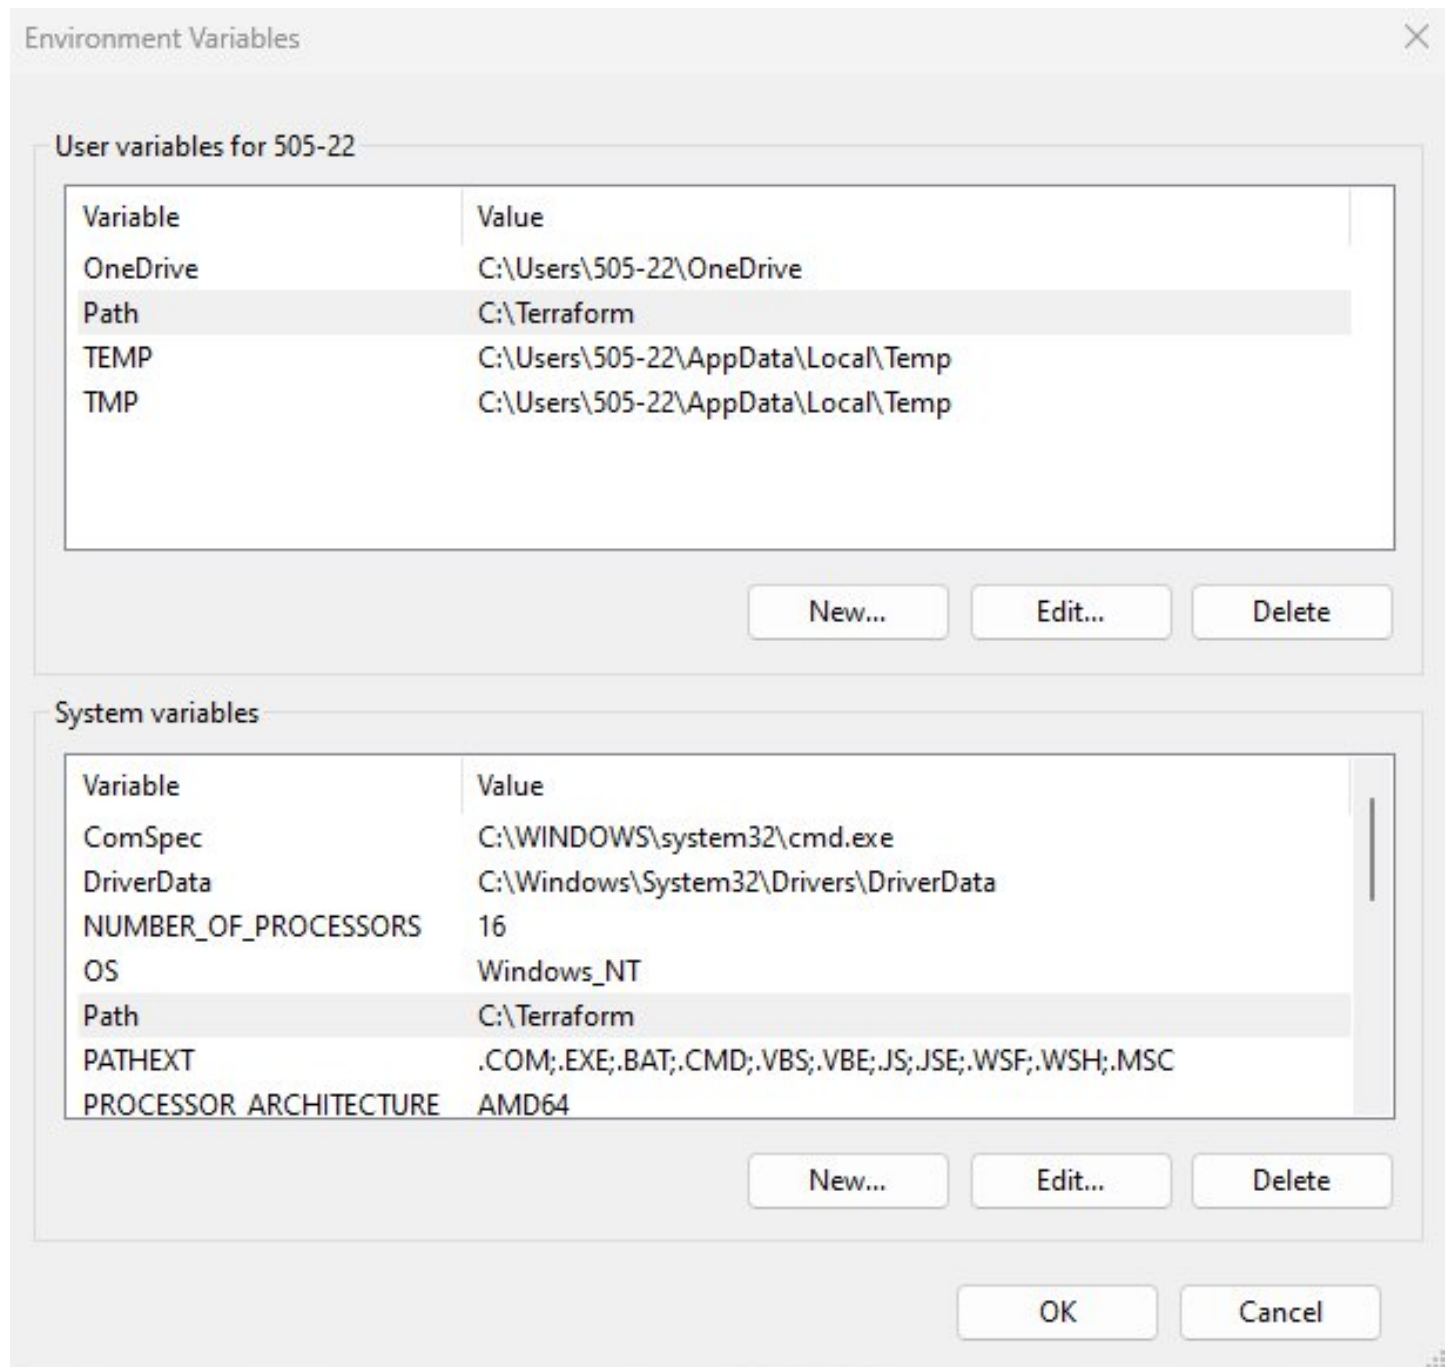 Environment Variables
User variables for 505-22
Variable Value
OneDrive C:\Users\505-22\OneDrive
Path C:\Terraform
TEMP C:\Users\505-22\AppData\Local\Temp
TMP C:\Users\505-22\AppData\Local\Temp
New... Edit... Delete
System variables
Variable Value
ComSpec C:\WINDOWS\system32\cmd.exe
DriverData C:\Windows\System32\Drivers\DriverData
NUMBER_OF_PROCESSORS 16
OS Windows_NT
Path C:\Terraform
PATHEXT .COM;.EXE;.BAT;.CMD;.VBS;.VBE;.JS;.JSE;.WSF;.WSH;.MSC
PROCESSOR_ARCHITECTURE AMD64
New... Edit... Delete
OK Cancel